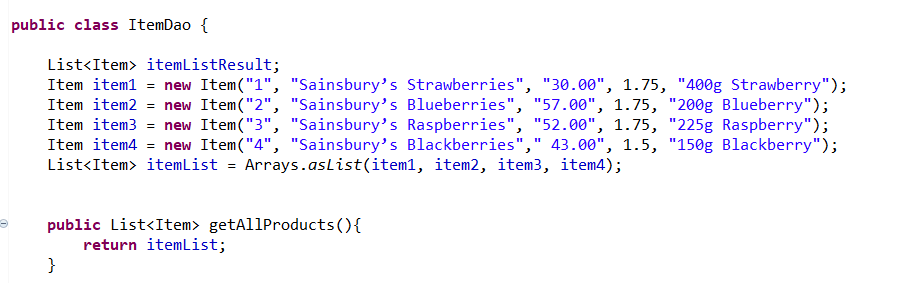 public class ItemDao {
List<Item> itemListResult;
Item item1 = new Item("1", "Sainsbury’s Strawberries", "30.00", 1.75, "400g Strawberry");
Item item2 = new Item("2", "Sainsbury’s Blueberries", "57.00", 1.75, "200g Blueberry");
Item item3 = new Item("3", "Sainsbury’s Raspberries", "52.00", 1.75, "225g Raspberry");
Item item4 = new Item("4", "Sainsbury’s Blackberries"," 43.00", 1.5, "150g Blackberry");
List<Item> itemList = Arrays.asList(item1, item2, item3, item4);
public List<Item> getAllProducts(){
return itemList;
}